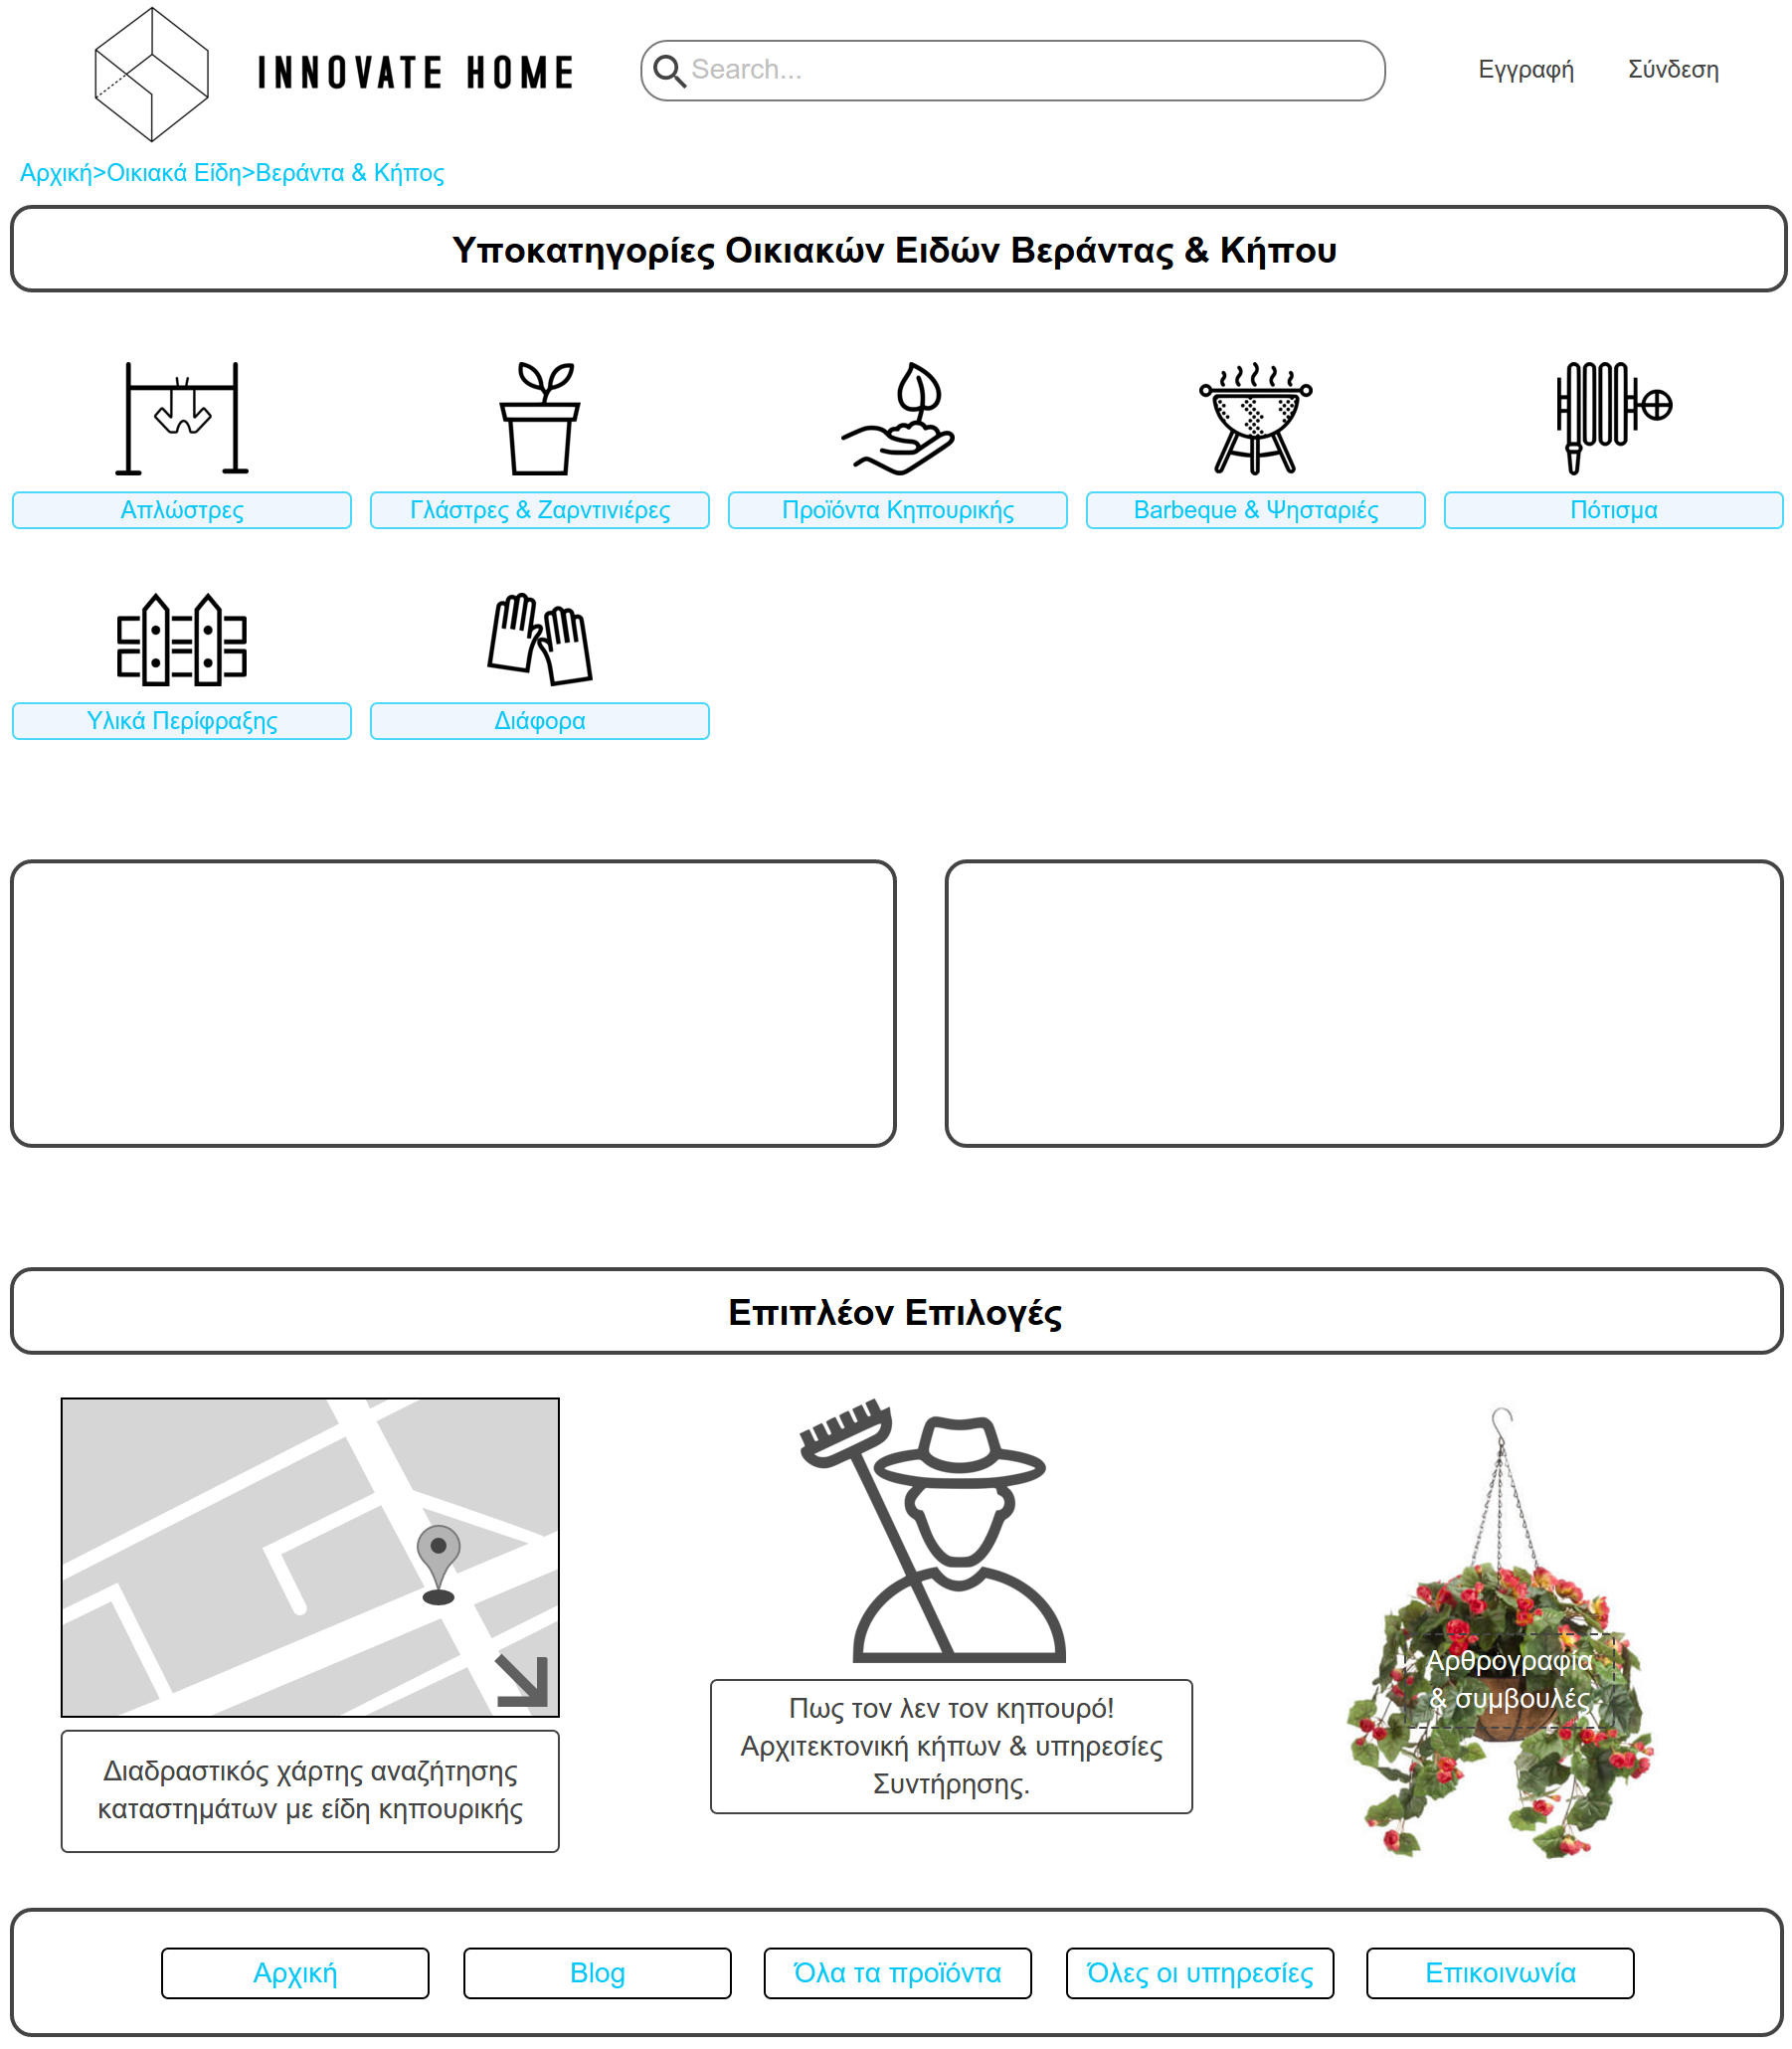 INNOVATE HOME
Search...
Εγγραφή
Σύνδεση
Αρχική>Οικιακά Είδη>Βεράντα & Κήπος
Υποκατηγορίες Οικιακών Ειδών Βεράντας & Κήπου
Απλώστρες
Γλάστρες & Ζαρντινιέρες
Προϊόντα Κηπουρικής
Barbeque & Ψησταριές
Πότισμα
Υλικά Περίφραξης
Διάφορα
Επιπλέον Επιλογές
Διαδραστικός χάρτης αναζήτησης
καταστημάτων με είδη κηπουρικής
Πως τον λεν τον κηπουρό!
Αρχιτεκτονική κήπων & υπηρεσίες
Συντήρησης.
Αρθρογραφία
& συμβουλές
Αρχική
Blog
Όλα τα προϊόντα
Όλες οι υπηρεσίες
Επικοινωνία